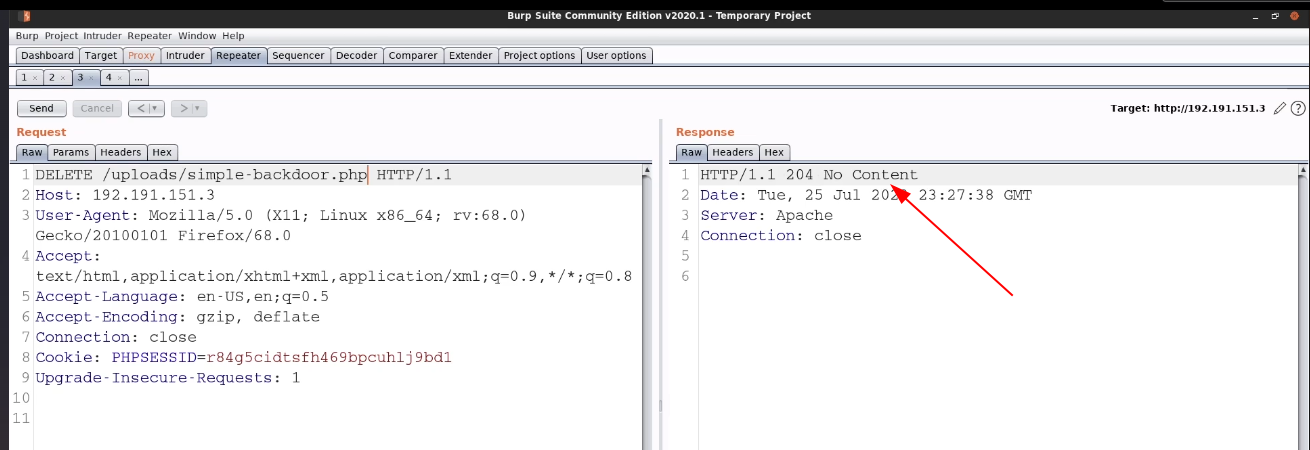 Burp Suite Community Edition v2020.1 - Temporary Project
Burp Project Intruder Repeater Window Help
Dashboard Target Proxy Intruder Repeater Sequencer Decoder Comparer Extender Project options User options
1 × 2 × 3 × 4 × ...
Send Cancel < | ▾ > | ▾ Target: http://192.191.151.3 ?
Request
Raw Params Headers Hex
1 DELETE /uploads/simple-backdoor.php HTTP/1.1
2 Host: 192.191.151.3
3 User-Agent: Mozilla/5.0 (X11; Linux x86_64; rv:68.0)
Gecko/20100101 Firefox/68.0
4 Accept:
text/html,application/xhtml+xml,application/xml;q=0.9,*/*;q=0.8
5 Accept-Language: en-US,en;q=0.5
6 Accept-Encoding: gzip, deflate
7 Connection: close
8 Cookie: PHPSESSID=r84g5cidtsfh469bpcuhlj9bd1
9 Upgrade-Insecure-Requests: 1
10
11
Response
Raw Headers Hex
1 HTTP/1.1 204 No Content
2 Date: Tue, 25 Jul 23:27:38 GMT
3 Server: Apache
4 Connection: close
5
6